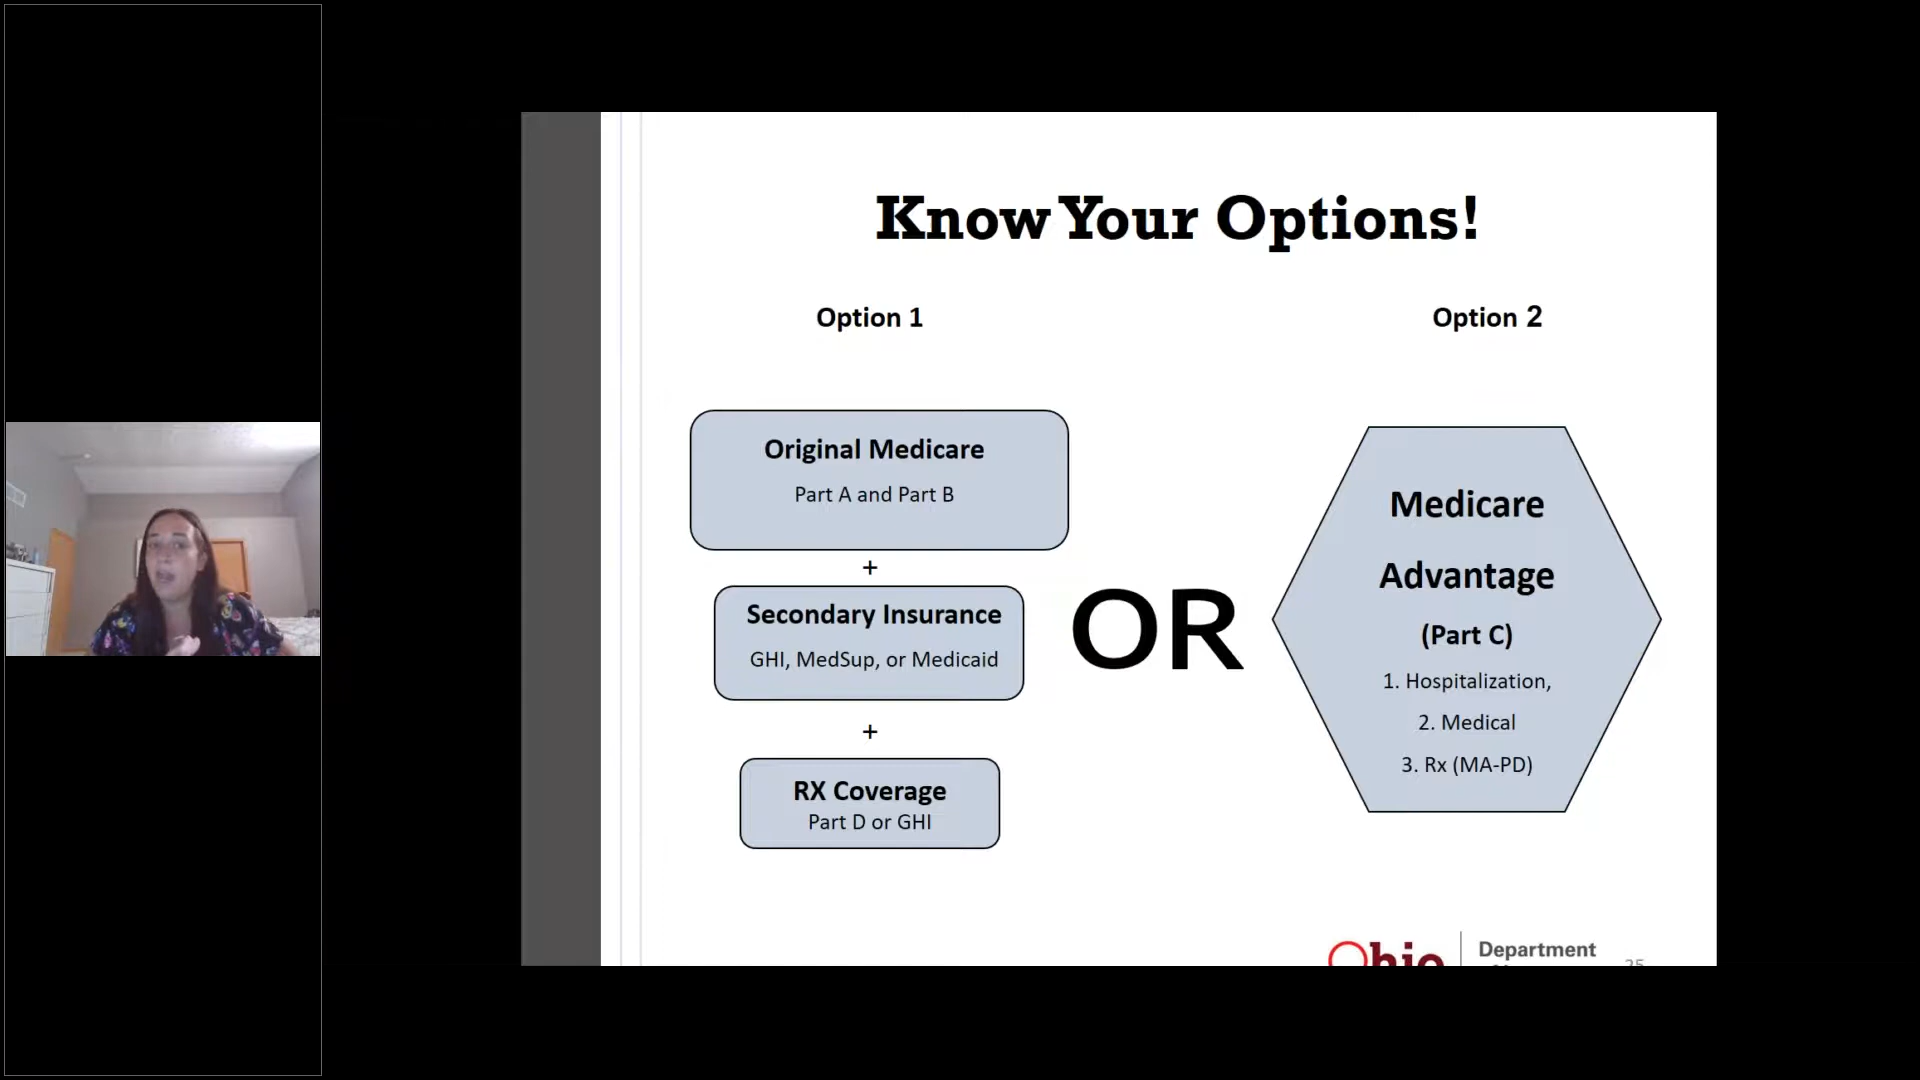 Know Your Options!
Option 1
Option 2
Original Medicare
Part A and Part B
+
Secondary Insurance
GHI, MedSup, or Medicaid
+
RX Coverage
Part D or GHI
OR
Medicare
Advantage
(Part C)
1. Hospitalization,
2. Medical
3. Rx (MA-PD)
Ohio
Department
25